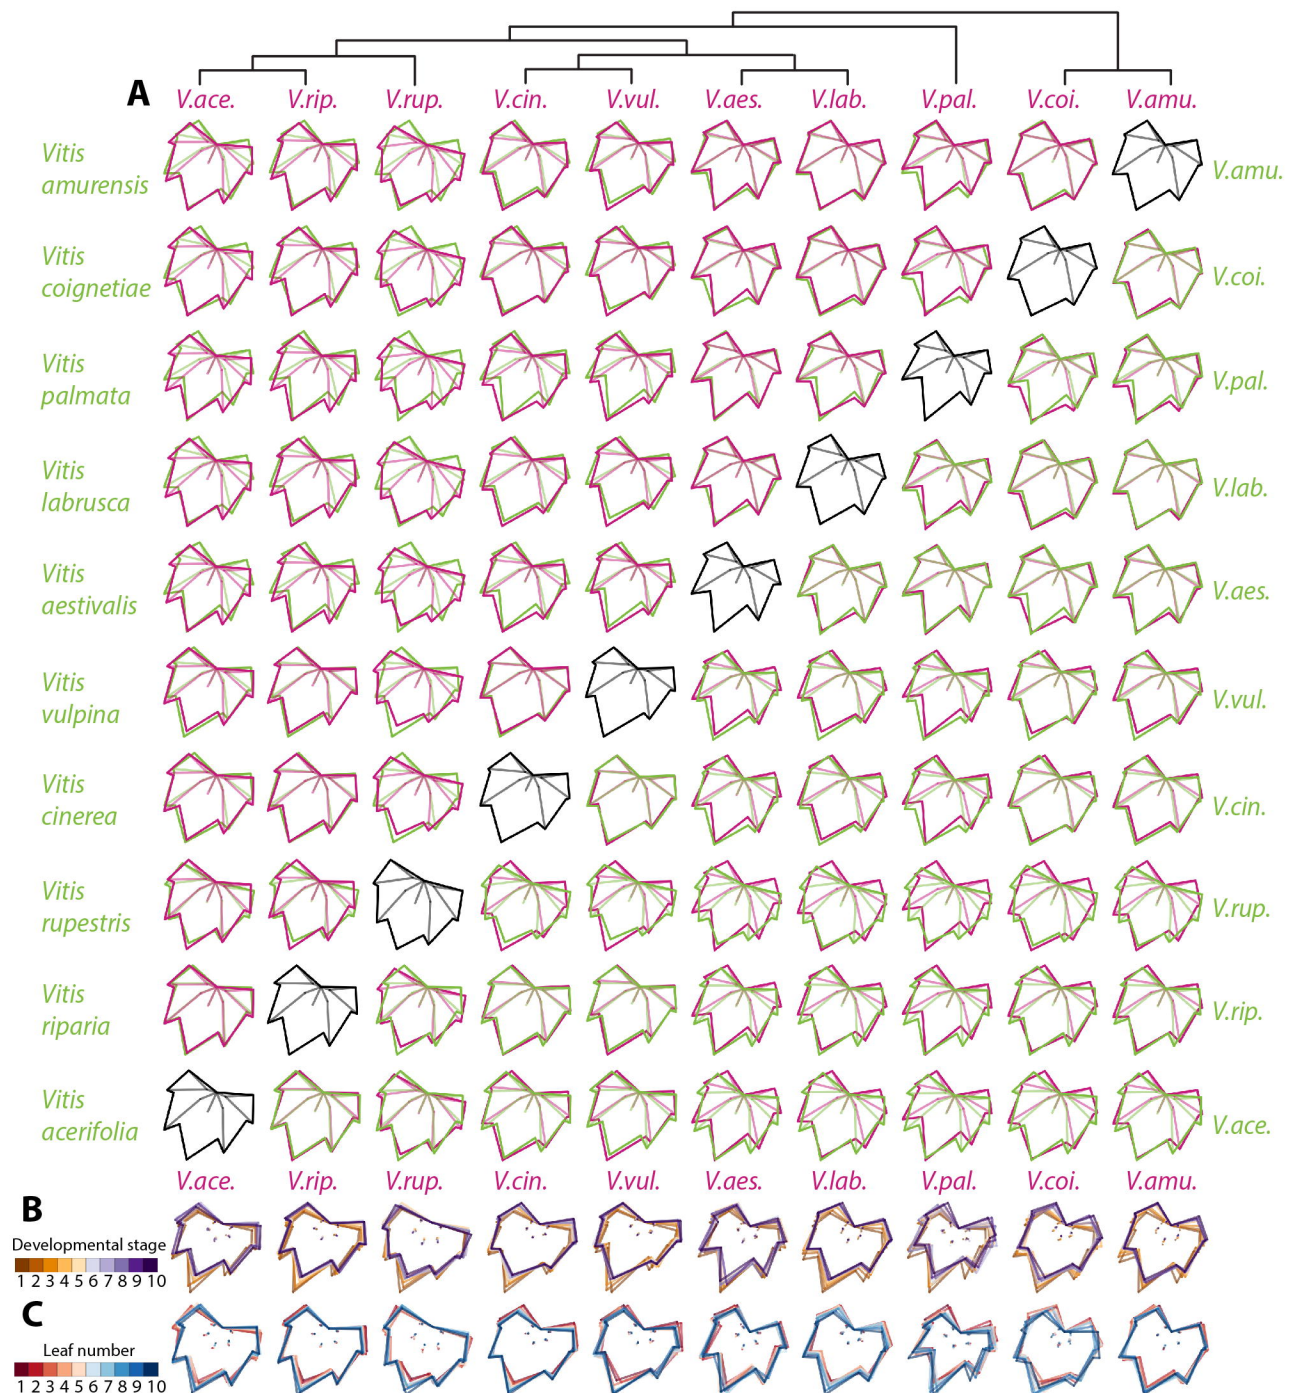 A
V.ace. V.rip. V.rup. V.cin. V.vul. V.aes. V.lab. V.pal. V.coi. V.amu.
Vitis
amurensis
V.amu.
Vitis
coignetiae
V.coi.
Vitis
palmata
V.pal.
Vitis
labrusca
V.lab.
Vitis
aestivalis
V.aes.
Vitis
vulpina
V.vul.
Vitis
cinerea
V.cin.
Vitis
rupestris
V.rup.
Vitis
riparia
V.rip.
Vitis
acerifolia
V.ace.
V.ace. V.rip. V.rup. V.cin. V.vul. V.aes. V.lab. V.pal. V.coi. V.amu.
B
Developmental stage
1 2 3 4 5 6 7 8 9 10
C
Leaf number
1 2 3 4 5 6 7 8 9 10